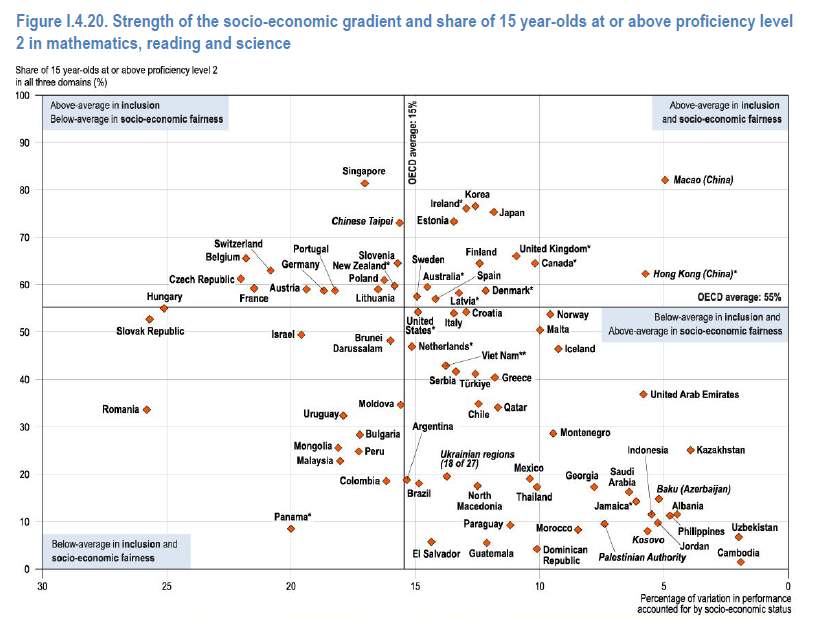 Figure I.4.20. Strength of the socio-economic gradient and share of 15 year-olds at or above proficiency level
2 in mathematics, reading and science
Share of 15 year-olds at or above proficiency level 2
in all three domains (%)
100
Above-average in inclusion
Below-average in socio-economic fairness
OECD average: 15%
Above-average in inclusion
and socio-economic fairness
90
Singapore
80
Macao (China)
Korea
Ireland*
Japan
Chinese Taipei
Estonia
70
Switzerland
Belgium
Portugal
Germany
Slovenia
New Zealand*
Sweden
Finland
United Kingdom*
Canada*
Czech Republic
Poland
Australia*
Spain
Hong Kong (China)*
60
France
Austria
Lithuania
Latvia*
Denmark*
OECD average: 55%
Hungary
Slovak Republic
United
States*
Italy
Croatia
Norway
Below-average in inclusion and
Above-average in socio-economic fairness
50
Israel
Brunei
Darussalam
Netherlands*
Malta
Iceland
Viet Nam**
40
Serbia
Türkiye
Greece
United Arab Emirates
Romania
Moldova
Uruguay
Chile
Qatar
30
Argentina
Bulgaria
Montenegro
Mongolia
Peru
Malaysia
Ukrainian regions
(18 of 27)
Indonesia
Kazakhstan
20
Colombia
Brazil
North
Macedonia
Mexico
Thailand
Georgia
Saudi
Arabia
Baku (Azerbaijan)
Jamaica*
Albania
10
Panama*
Paraguay
Morocco
Palestinian Authority
Kosovo
Philippines
Jordan
Uzbekistan
Below-average in inclusion and
socio-economic fairness
El Salvador
Guatemala
Dominican
Republic
Cambodia
0
30
25
20
15
10
5
0
Percentage of variation in performance
accounted for by socio-economic status